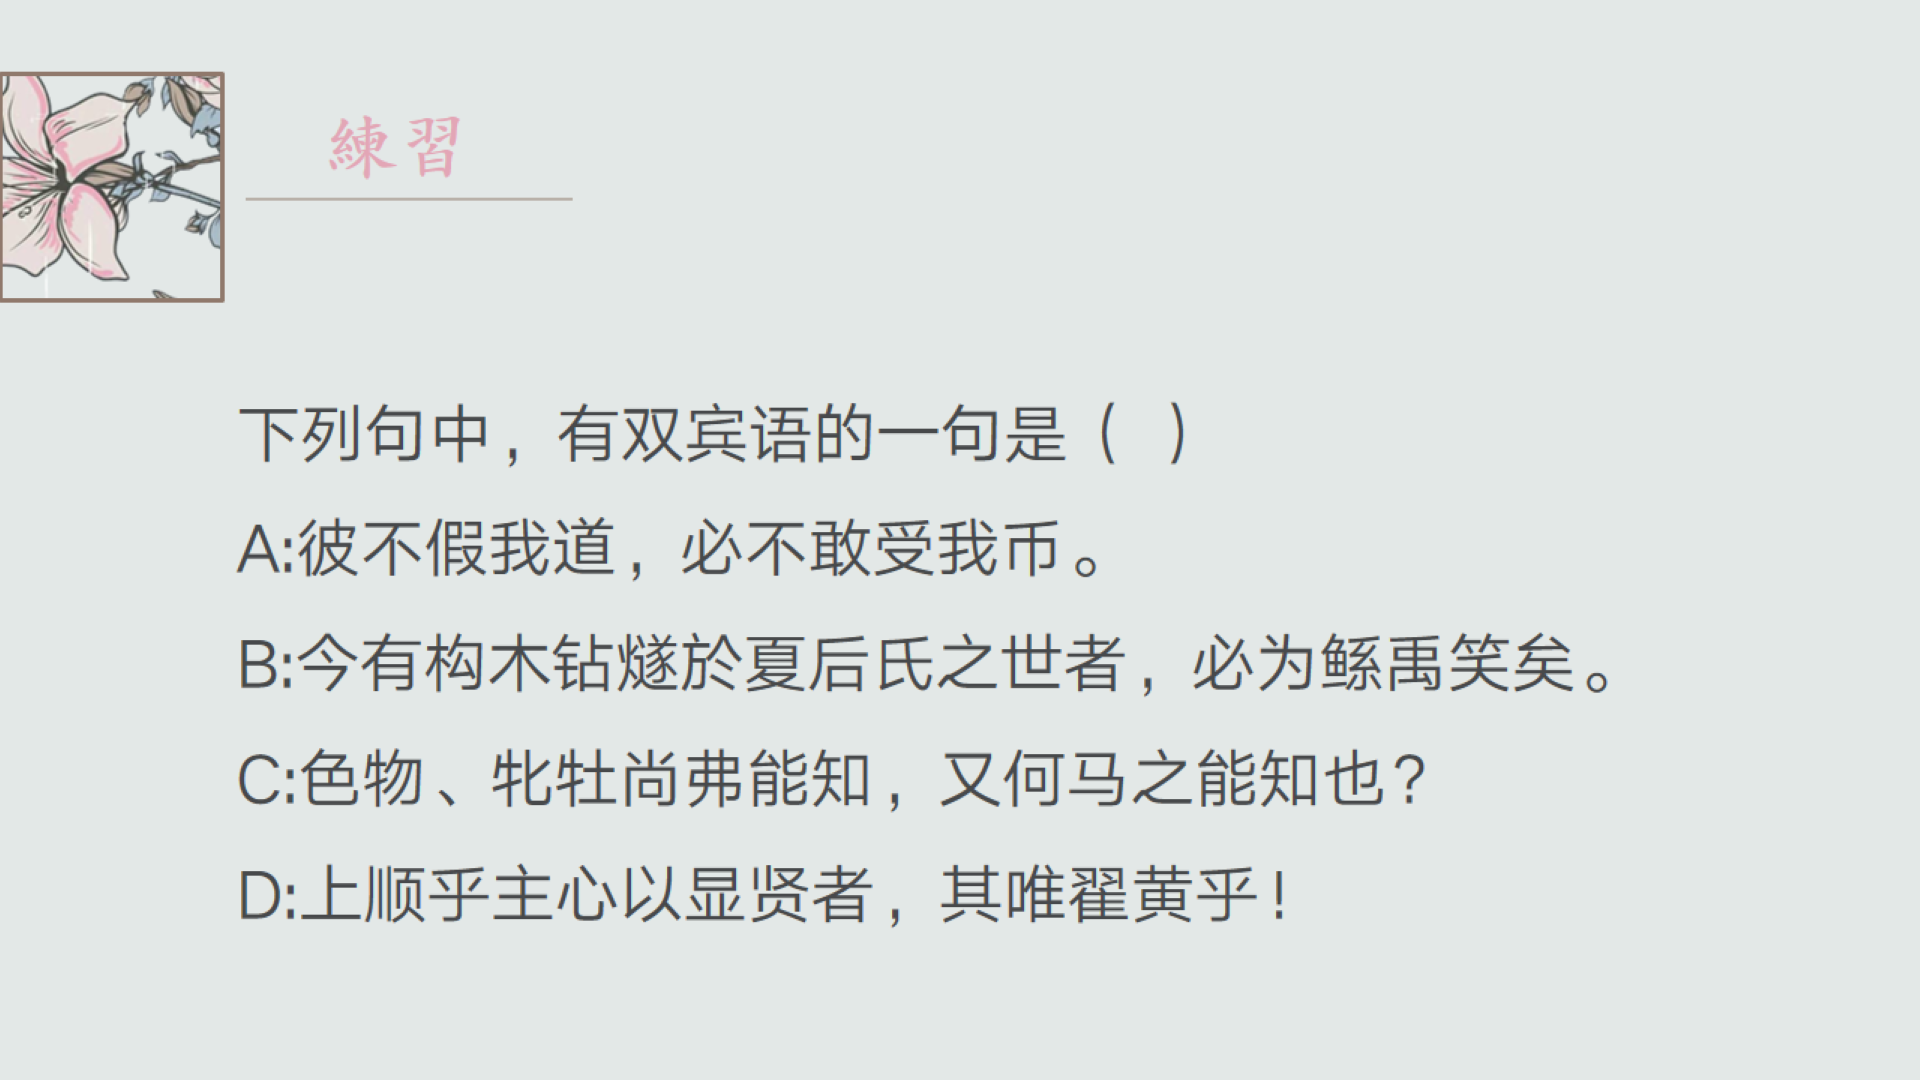 練習
下列句中，有双宾语的一句是（ ）
A:彼不假我道，必不敢受我币。
B:今有构木钻燧於夏后氏之世者，必为鲧禹笑矣。
C:色物、牝牡尚弗能知，又何马之能知也？
D:上顺乎主心以显贤者，其唯翟黄乎！